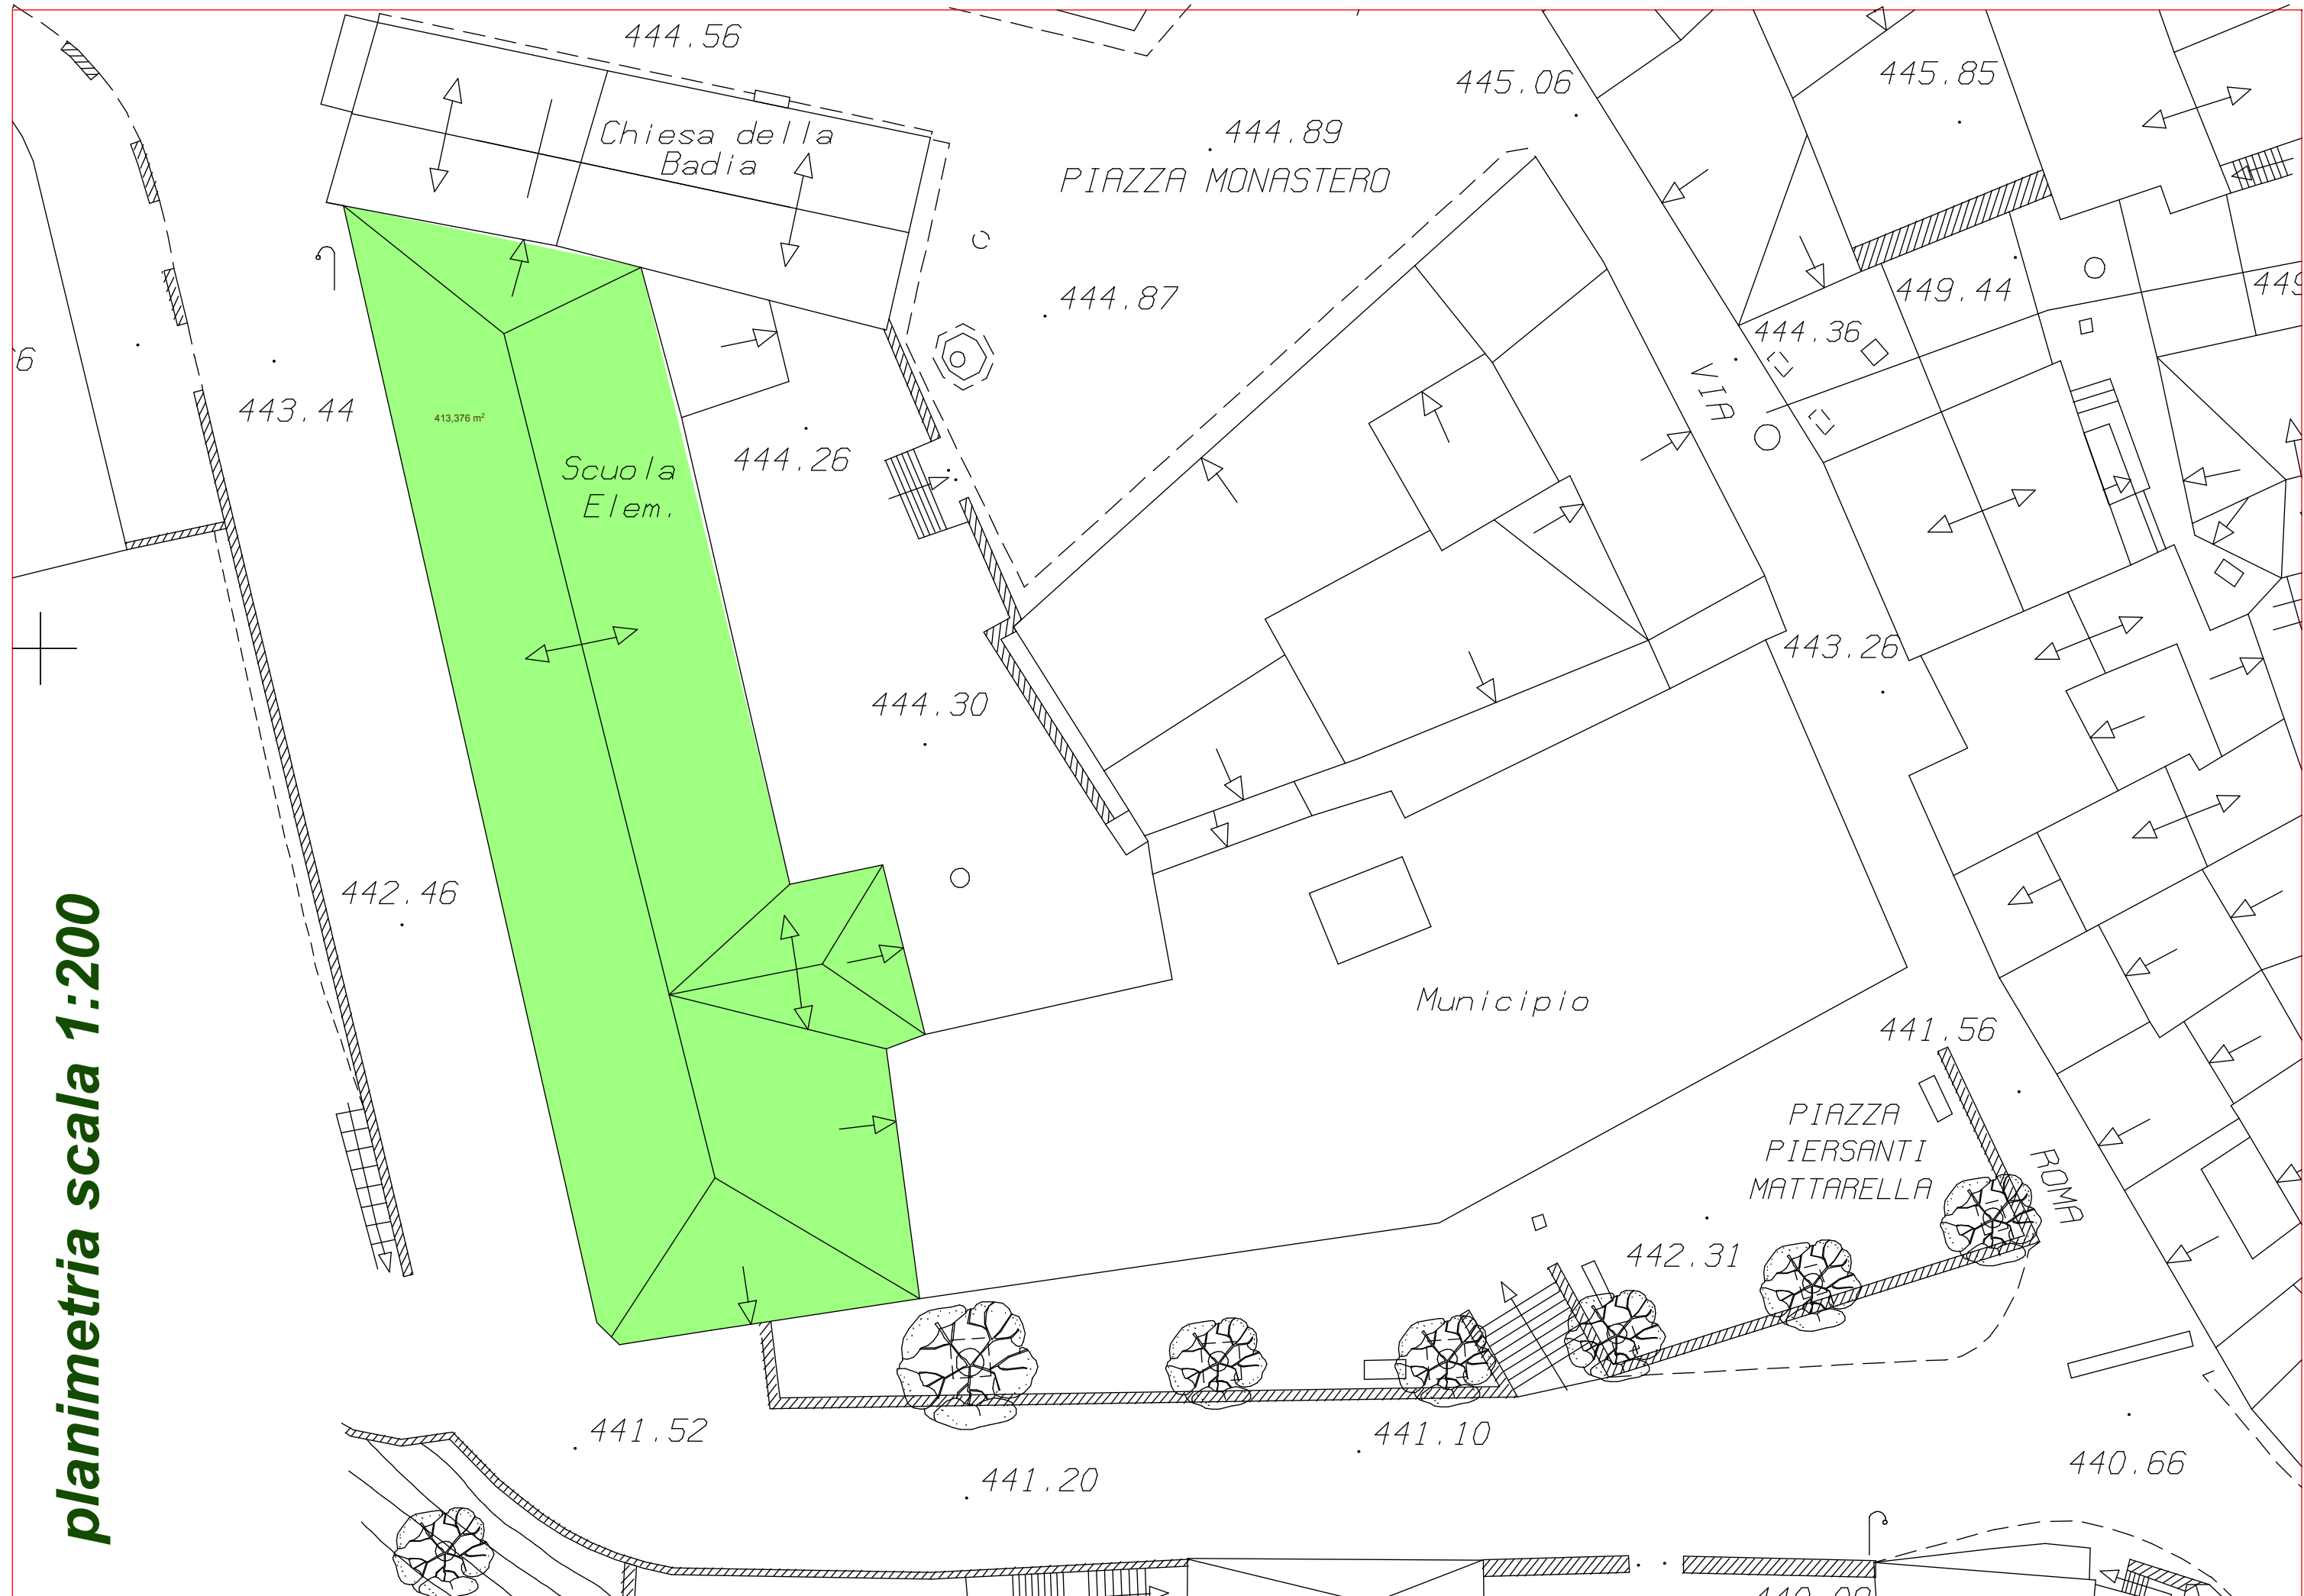 444.56
445.06
445.85
Chiesa della
Badia
444.89
PIAZZA MONASTERO
444.87
449.44
444.36
443.44
413,376 m²
VIA
444.26
Scuola
Elem.
443.26
444.30
442.46
planimetria scala 1:200
Municipio
441.56
PIAZZA
PIERSANTI
MATTARELLA
ROMA
442.31
441.52
441.10
441.20
440.66